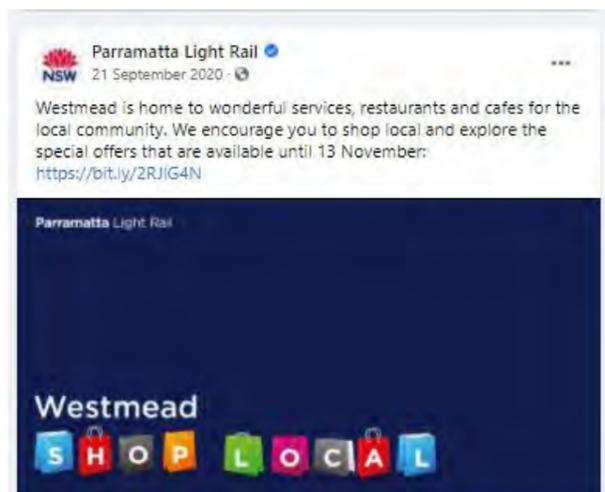 Parramatta Light Rail
NSW
21 September 2020 ·
...
Westmead is home to wonderful services, restaurants and cafes for the
local community. We encourage you to shop local and explore the
special offers that are available until 13 November:
https://bit.ly/2RJIG4N
Parramatta Light Rail
Westmead
SHOP LOCAL